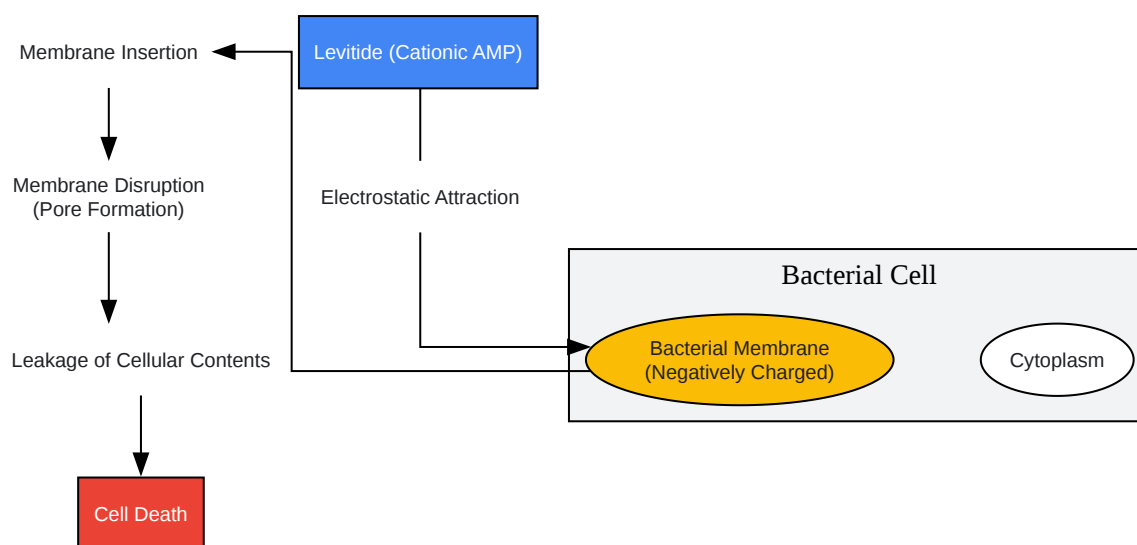 Membrane Insertion
Levitide (Cationic AMP)
Membrane Disruption
(Pore Formation)
Electrostatic Attraction
Bacterial Cell
Bacterial Membrane
(Negatively Charged)
Cytoplasm
Leakage of Cellular Contents
Cell Death